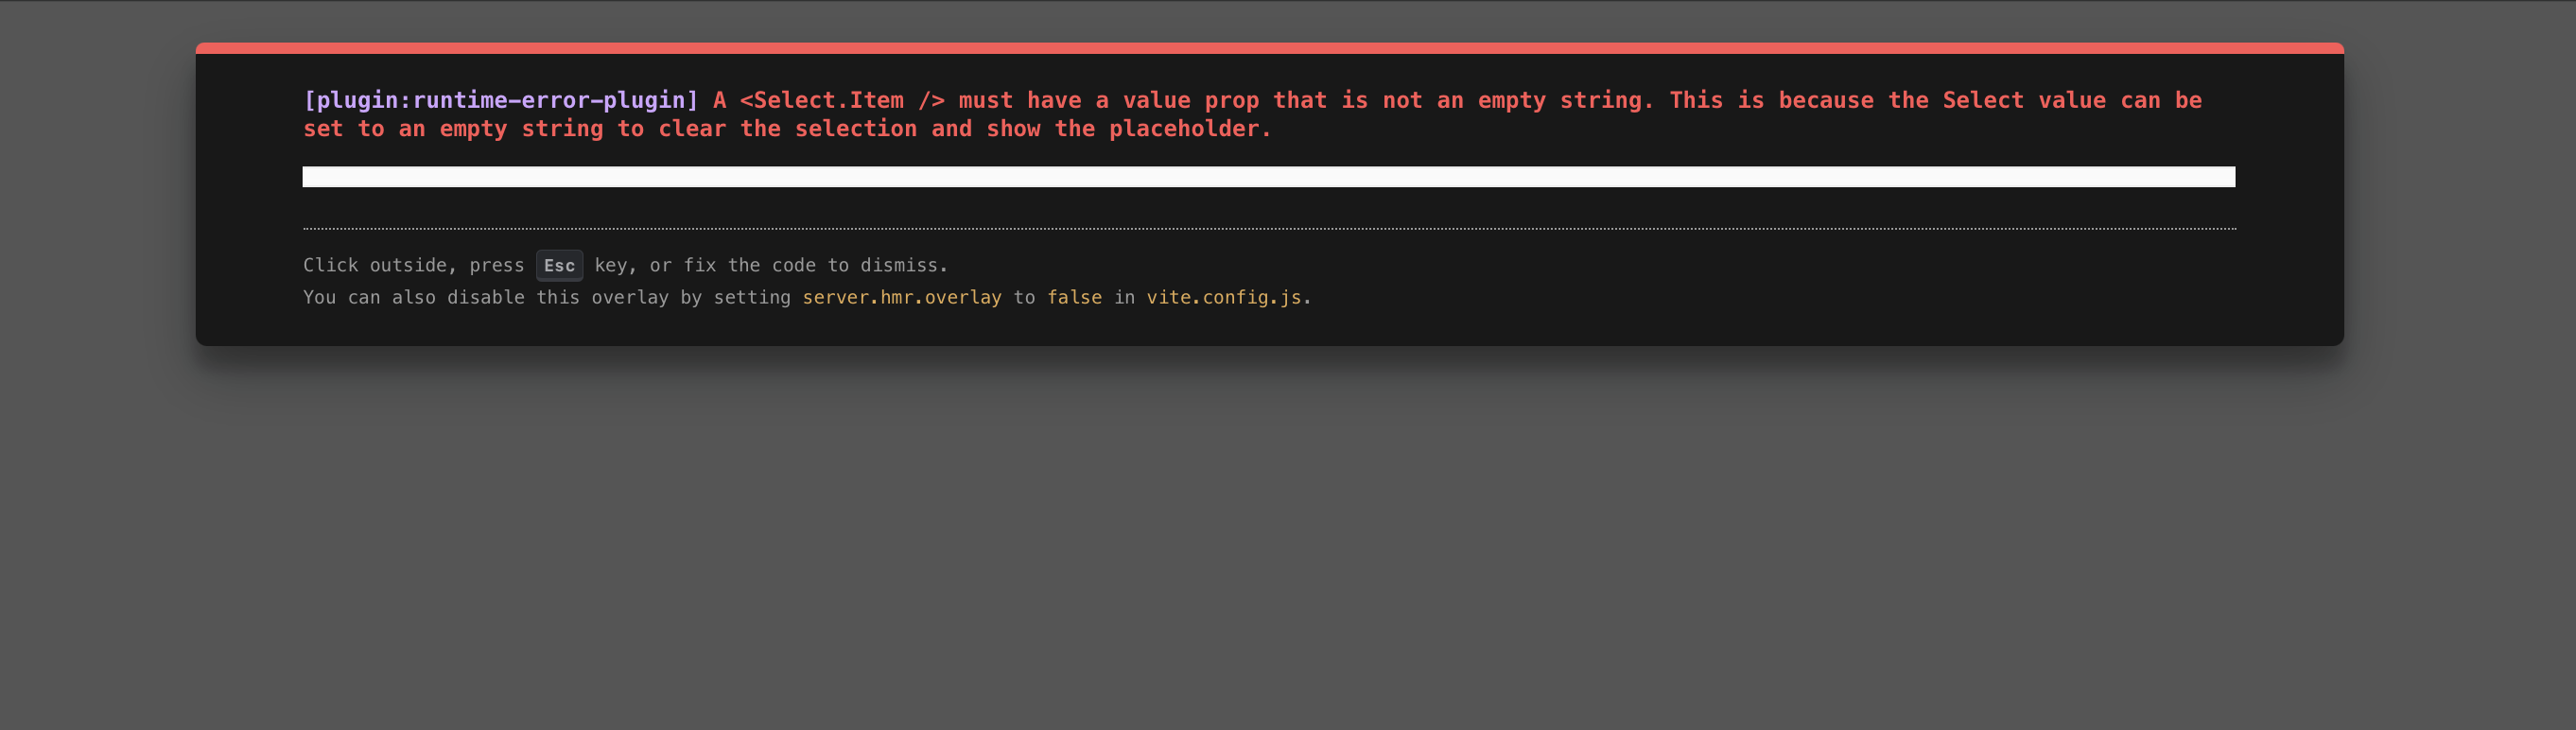 [plugin:runtime-error-plugin] A <Select.Item /> must have a value prop that is not an empty string. This is because the Select value can be
set to an empty string to clear the selection and show the placeholder.
Click outside, press Esc key, or fix the code to dismiss.
You can also disable this overlay by setting server.hmr.overlay to false in vite.config.js.